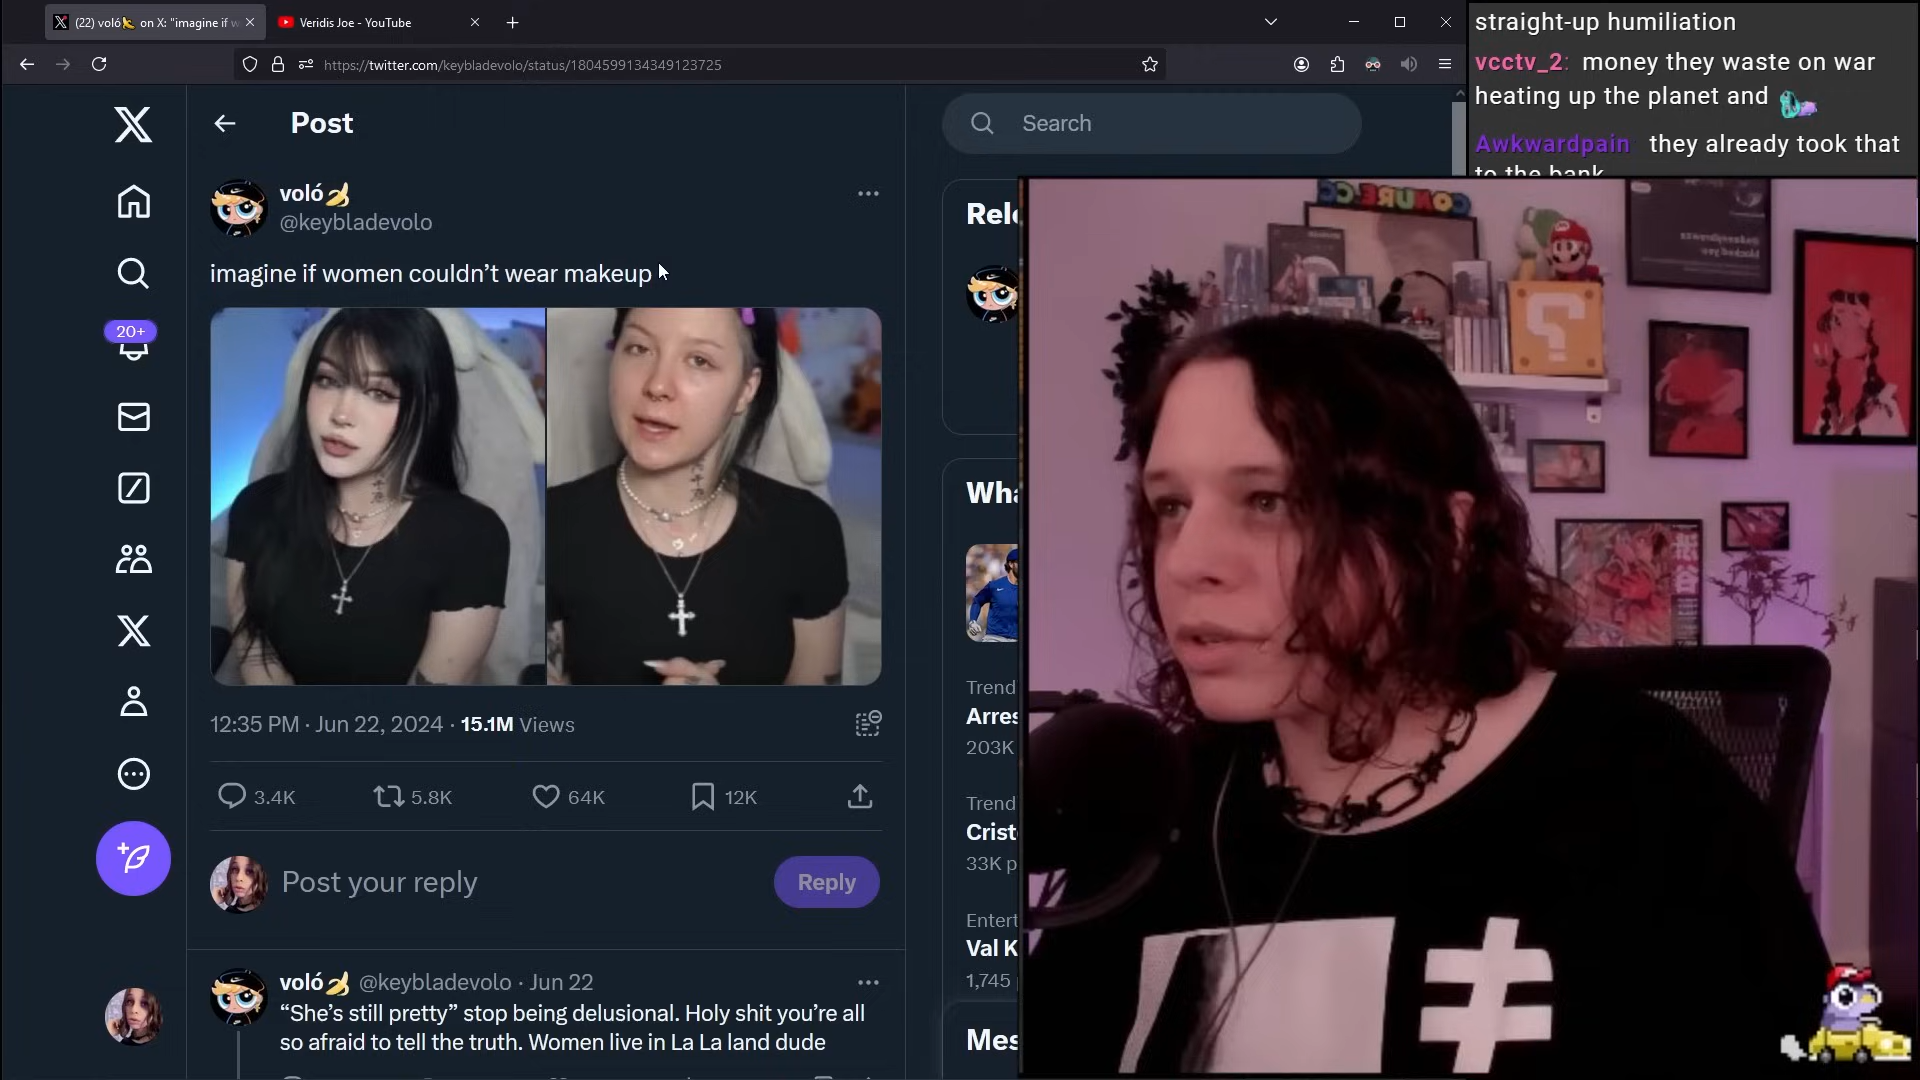 (22) voló🍌 on X: "imagine if w
Veridis Joe - YouTube
https://twitter.com/keybladevolo/status/1804599134349123725
straight-up humiliation
vcctv_2: money they waste on war
heating up the planet and
Awkwardpain they already took that
to the bank
Post
Search
voló🍌
@keybladevolo
imagine if women couldn't wear makeup
20+
Rele
CONURE.CC
Wha
12:35 PM · Jun 22, 2024 · 15.1M Views
Trend
Arres
203K
3.4K
5.8K
64K
12K
Trend
Crist
33K p
Post your reply
Reply
Entert
Val K
1,745
voló🍌 @keybladevolo · Jun 22
"She's still pretty" stop being delusional. Holy shit you're all
so afraid to tell the truth. Women live in La La land dude
Mes